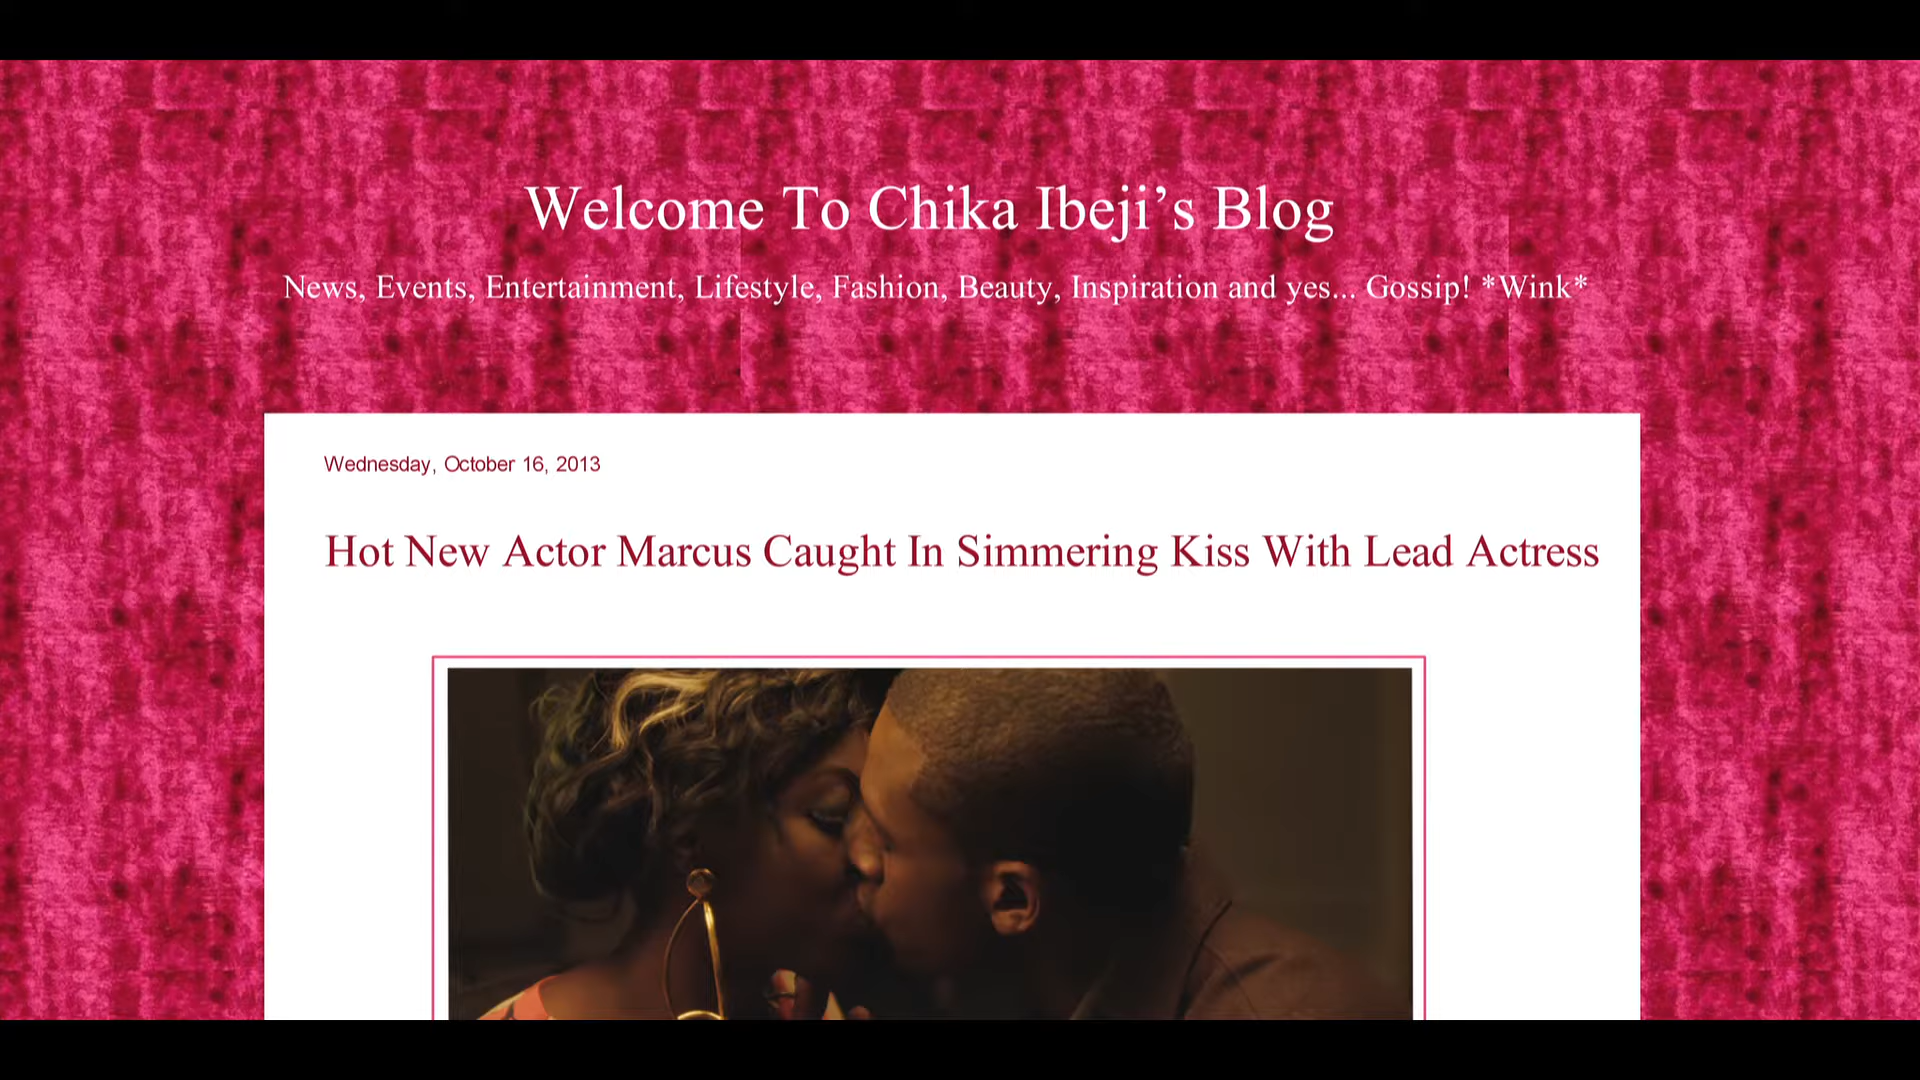 Welcome To Chika Ibeji’s Blog
News, Events, Entertainment, Lifestyle, Fashion, Beauty, Inspiration and yes... Gossip! *Wink*
Wednesday, October 16, 2013
Hot New Actor Marcus Caught In Simmering Kiss With Lead Actress